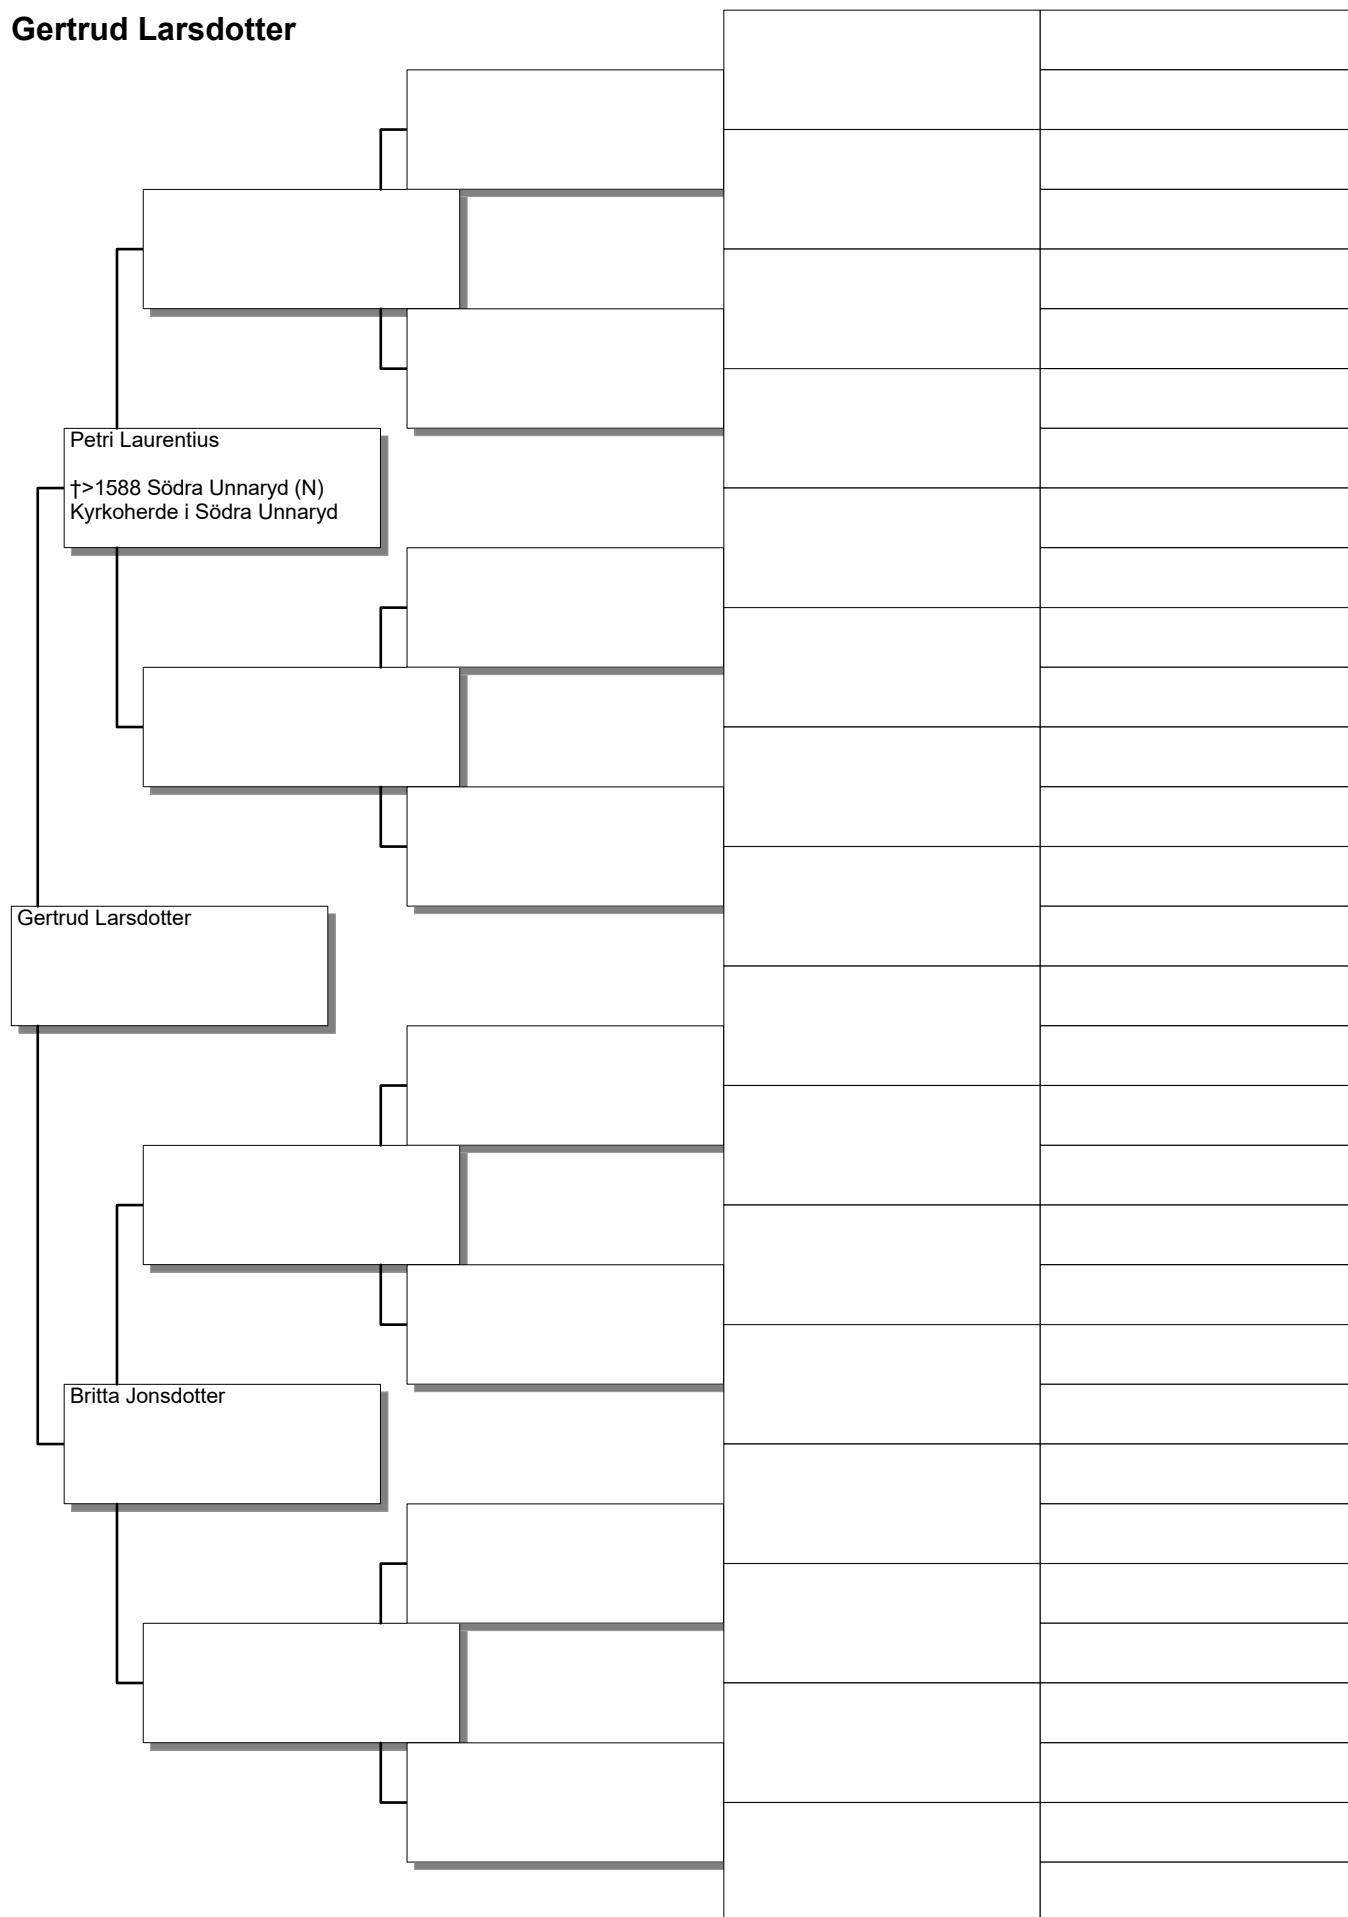 Gertrud Larsdotter
Petri Laurentius
†>1588 Södra Unnaryd (N)
Kyrkoherde i Södra Unnaryd
Gertrud Larsdotter
Britta Jonsdotter